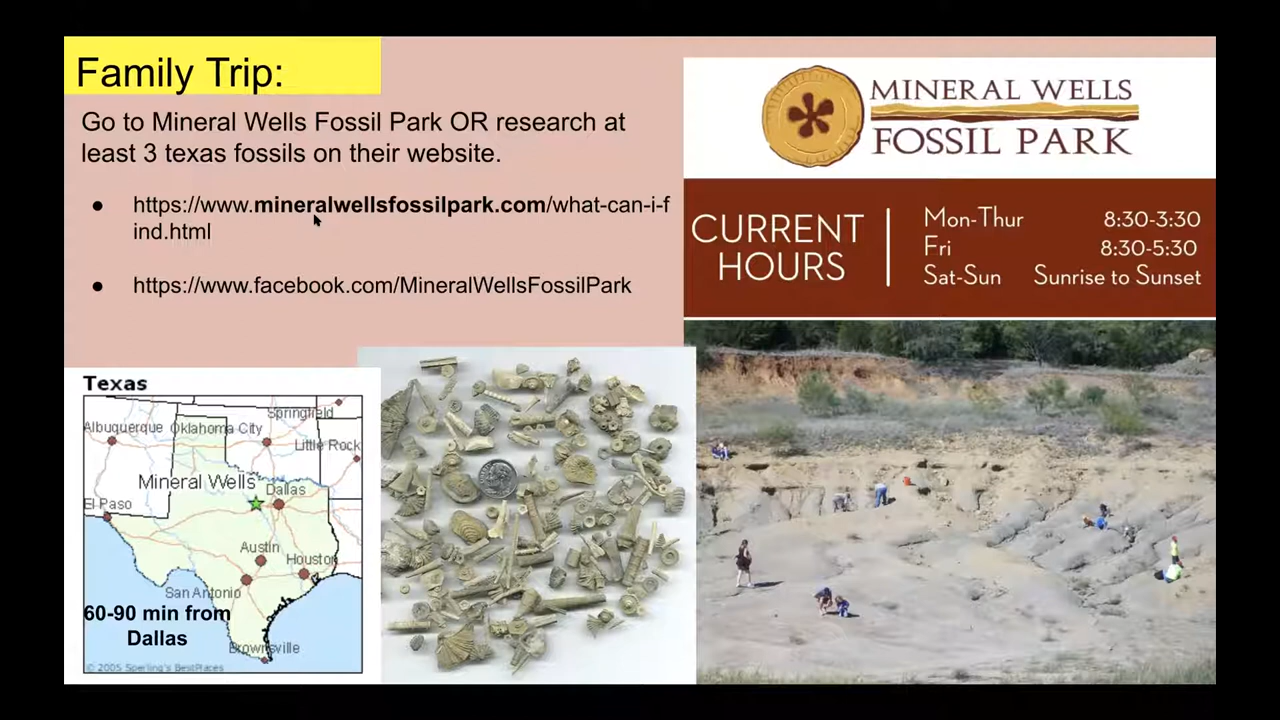 Family Trip:
Go to Mineral Wells Fossil Park OR research at
least 3 texas fossils on their website.
● https://www.mineralwellsfossilpark.com/what-can-i-f
ind.html
● https://www.facebook.com/MineralWellsFossilPark
MINERAL WELLS
FOSSIL PARK
CURRENT
HOURS
Mon-Thur 8:30-3:30
Fri 8:30-5:30
Sat-Sun Sunrise to Sunset
Texas
Springfield
Albuquerque Oklahoma City
Little Rock
Mineral Wells
Dallas
El Paso
Austin
Houston
San Antonio
60-90 min from
Dallas
Brownsville
© 2005 Sperling's BestPlaces